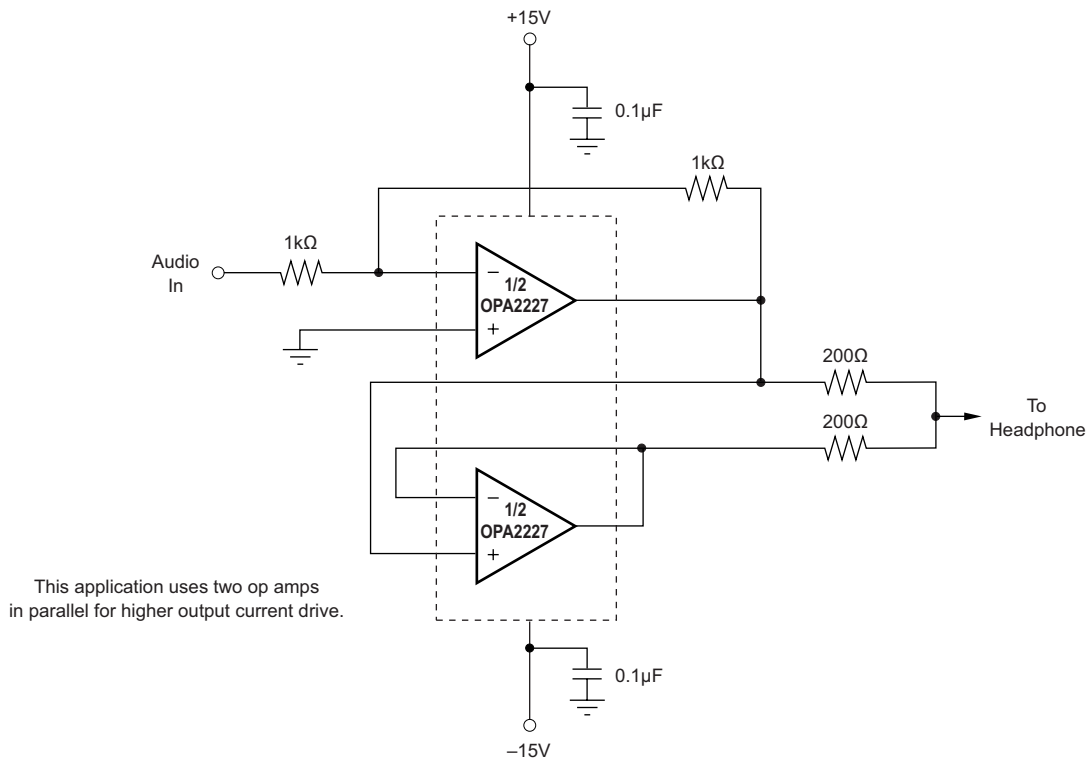 +15V
0.1µF
1kΩ
1kΩ
Audio
In
−
1/2
OPA2227
+
200Ω
200Ω
To
Headphone
−
1/2
OPA2227
+
This application uses two op amps
in parallel for higher output current drive.
0.1µF
–15V